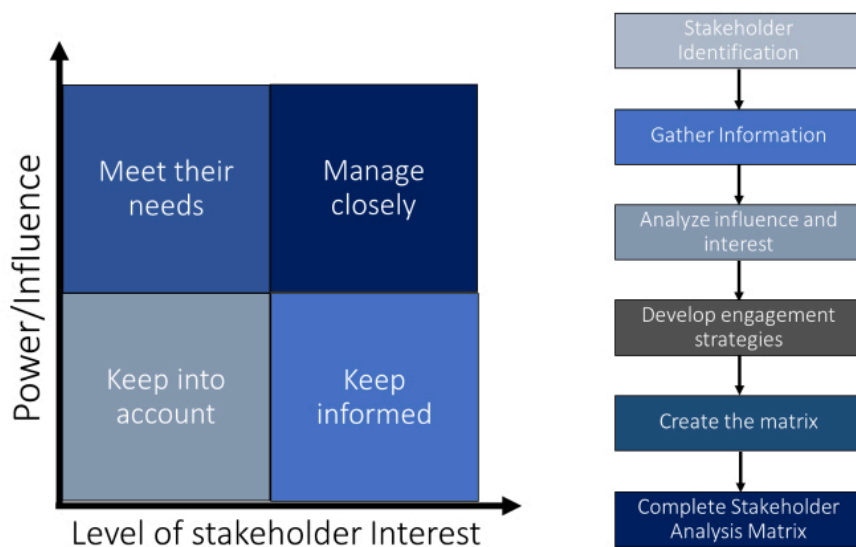 Power/Influence
Meet their
needs
Manage
closely
Keep into
account
Keep
informed
Level of stakeholder Interest
Stakeholder
Identification
Gather Information
Analyze influence and
interest
Develop engagement
strategies
Create the matrix
Complete Stakeholder
Analysis Matrix